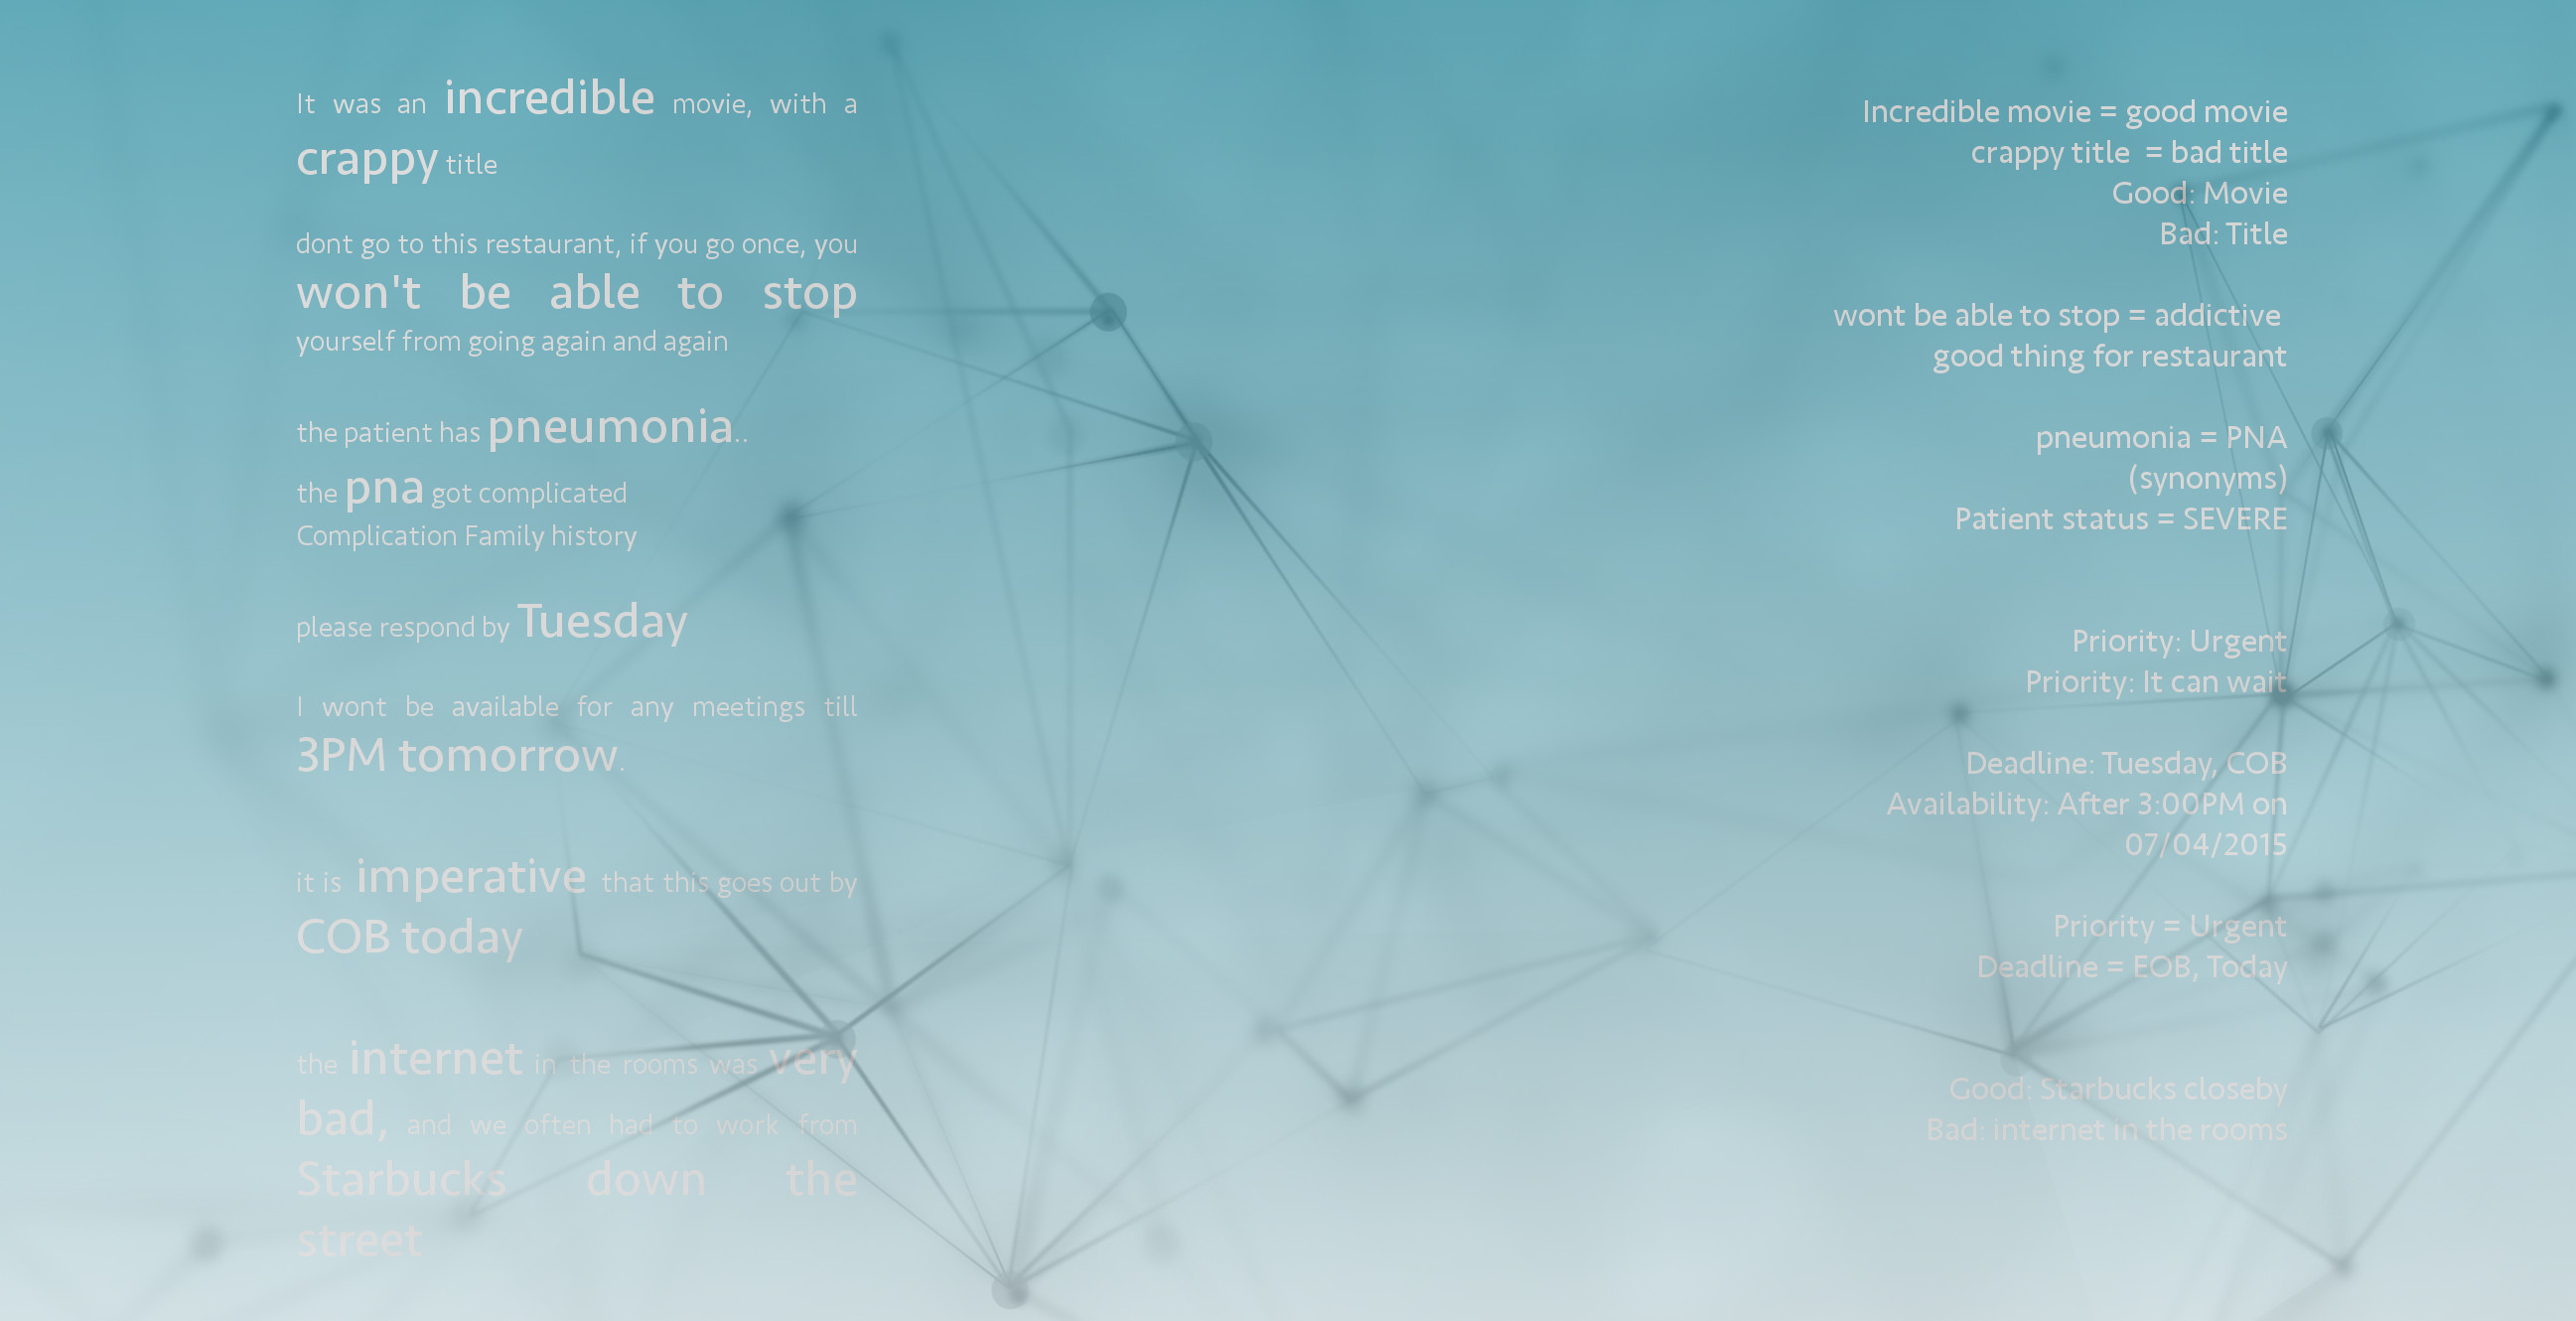 It was an incredible movie, with a
crappy title
dont go to this restaurant, if you go once, you
won't be able to stop
yourself from going again and again
the patient has pneumonia..
the pna got complicated
Complication Family history
please respond by Tuesday
I wont be available for any meetings till
3PM tomorrow.
it is imperative that this goes out by
COB today
the internet in the rooms was very
bad, and we often had to work from
Starbucks down the
street
Incredible movie = good movie
crappy title = bad title
Good: Movie
Bad: Title
wont be able to stop = addictive
good thing for restaurant
pneumonia = PNA
(synonyms)
Patient status = SEVERE
Priority: Urgent
Priority: It can wait
Deadline: Tuesday, COB
Availability: After 3:00PM on
07/04/2015
Priority = Urgent
Deadline = EOB, Today
Good: Starbucks closeby
Bad: internet in the rooms